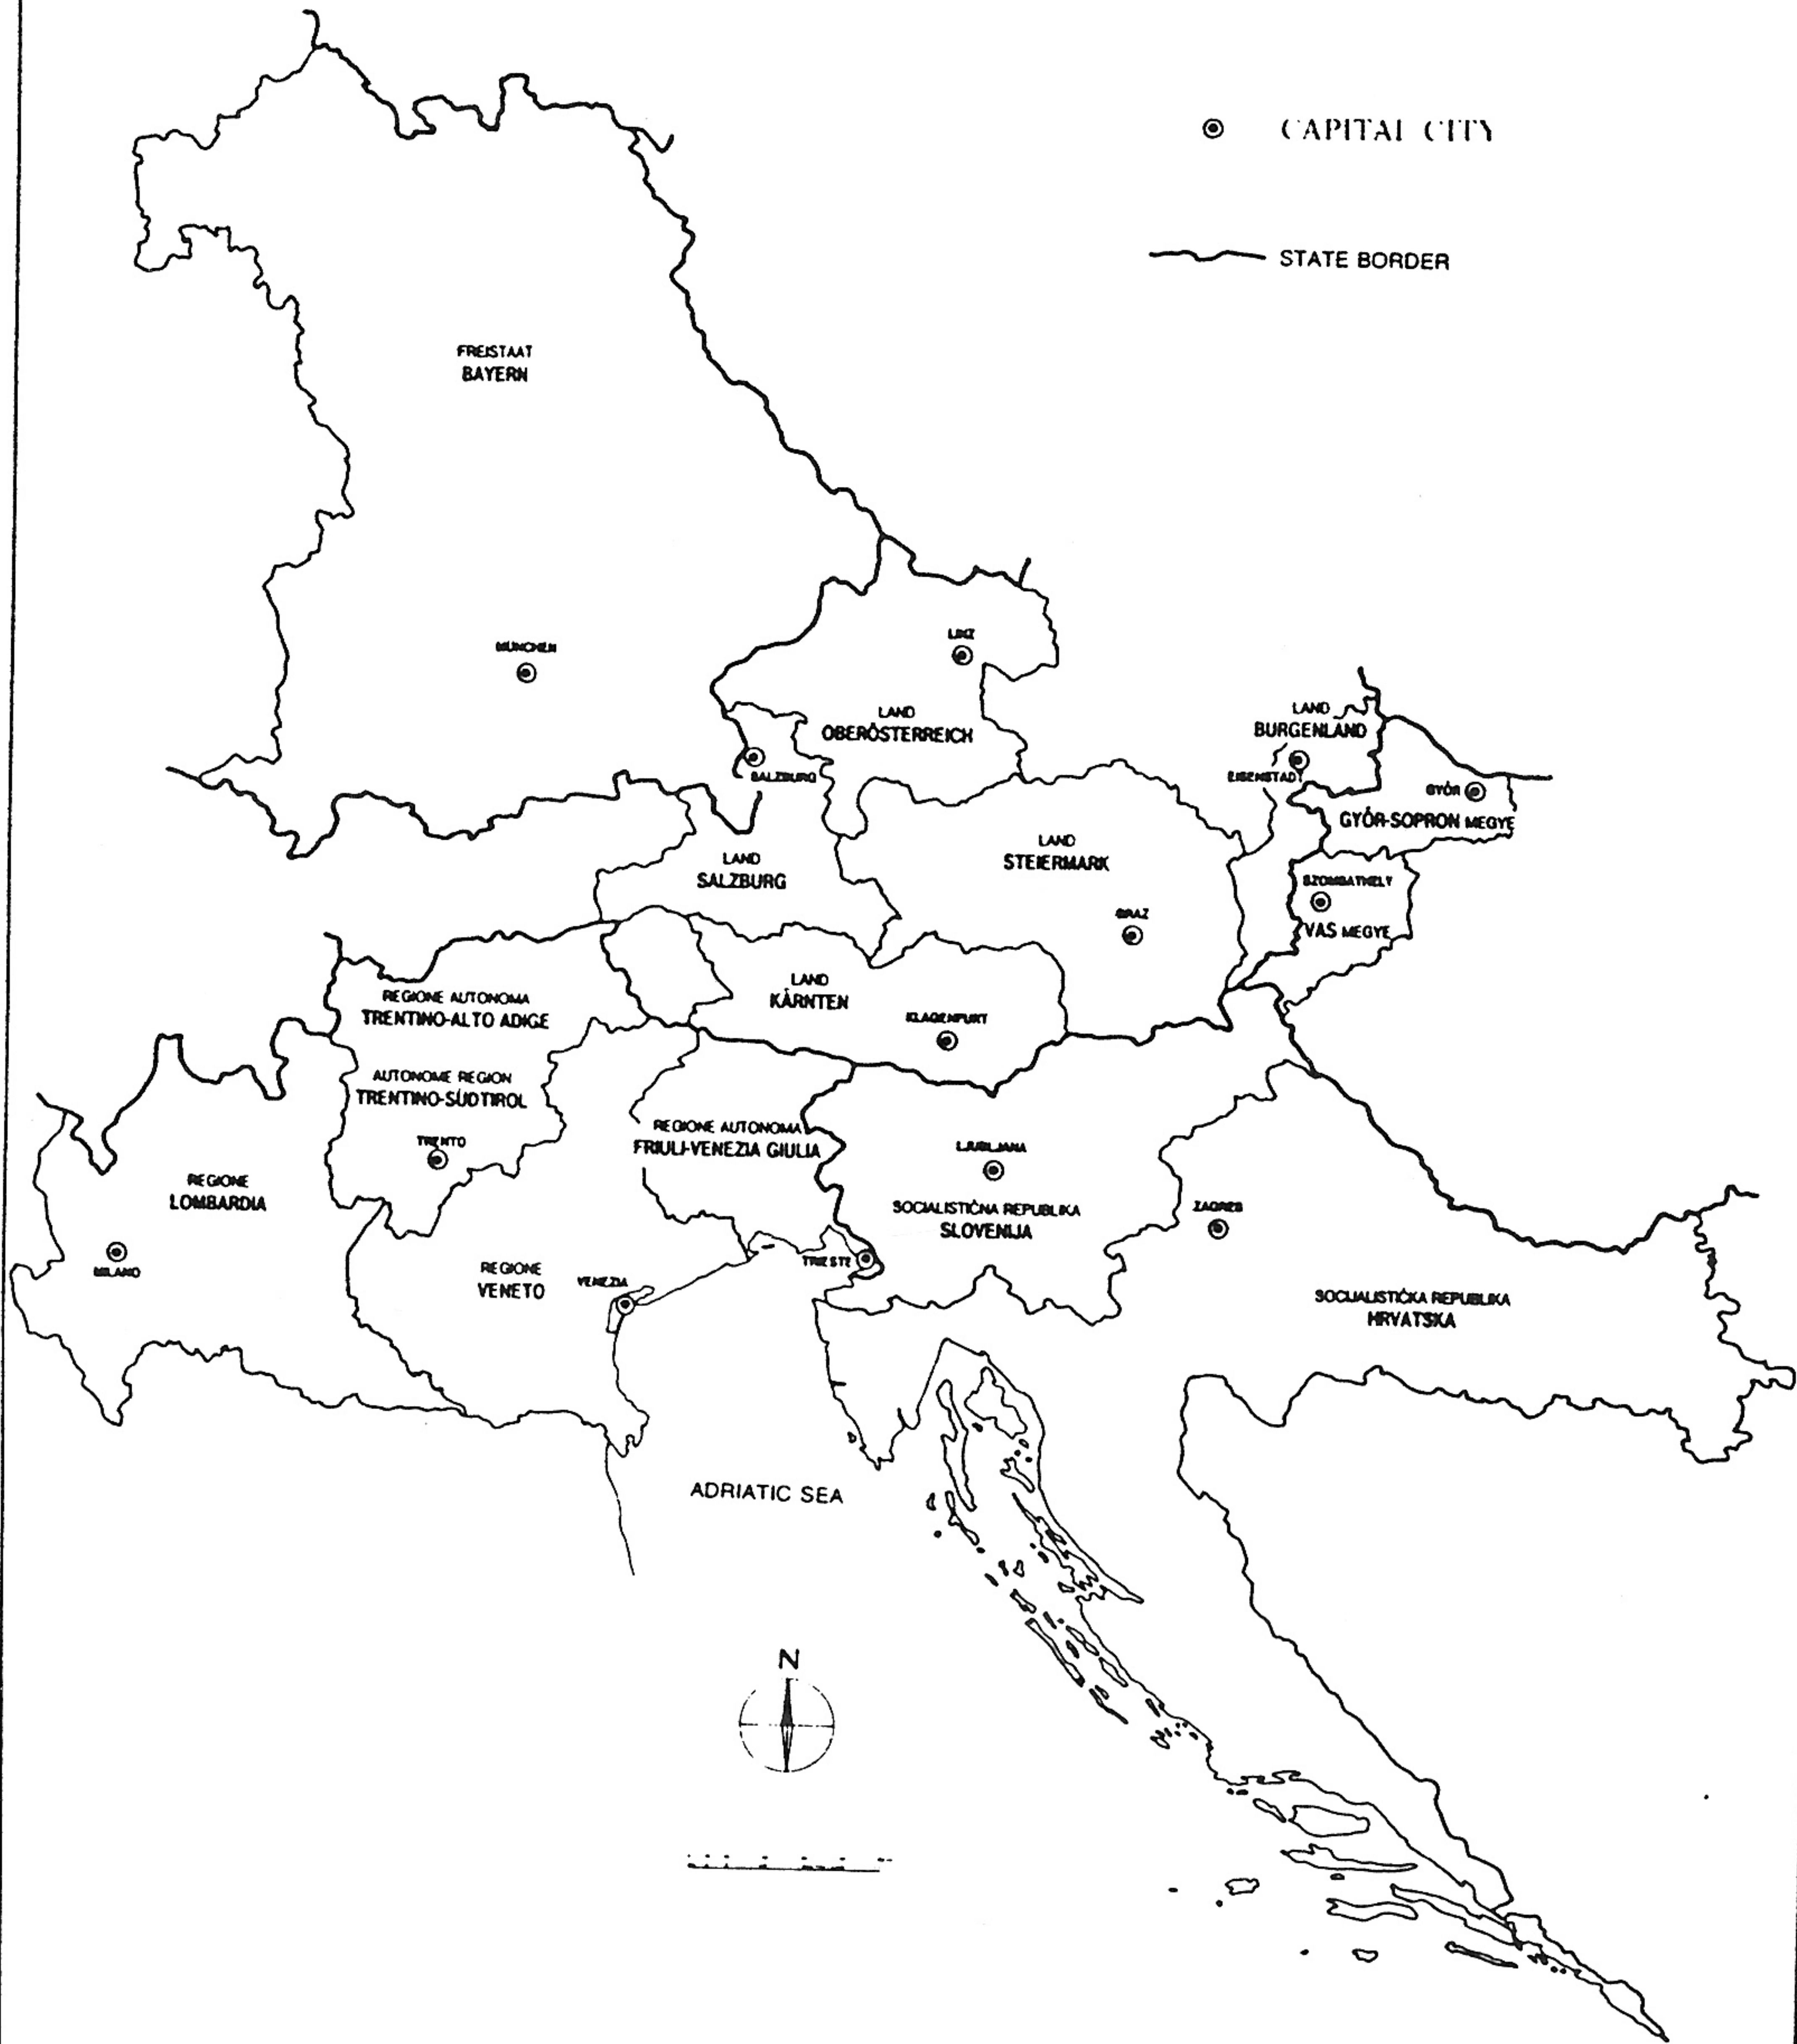 CAPITAL CITY
STATE BORDER
FREISTAAT
BAYERN
MÜNCHEN
LINZ
LAND
OBERÖSTERREICH
SALZBURG
LAND
BURGENLAND
EISENSTADT
GYÓR
GYÓR-SOPRON MEGYE
LAND
STEIERMARK
LAND
SALZBURG
SZOMBATHELY
VAS MEGYE
GRAZ
LAND
KÄRNTEN
KLAGENFURT
REGIONE AUTONOMA
TRENTINO-ALTO ADIGE
AUTONOME REGION
TRENTINO-SÜDTIROL
TRENTO
REGIONE AUTONOMA
FRIULI-VENEZIA GIULIA
LJUBLJANA
SOCIALISTIČNA REPUBLIKA
SLOVENIJA
REGIONE
LOMBARDIA
MILANO
ZAGREB
TRIESTE
REGIONE
VENETO
VENEZIA
SOCIJALISTIČKA REPUBLIKA
HRVATSKA
ADRIATIC SEA
N